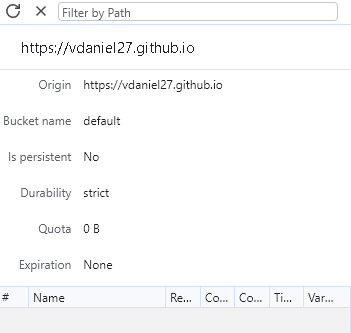 Filter by Path
https://vdaniel27.github.io
Origin https://vdaniel27.github.io
Bucket name default
Is persistent No
Durability strict
Quota 0 B
Expiration None
# Name Re... Co... Co... Ti... Var...